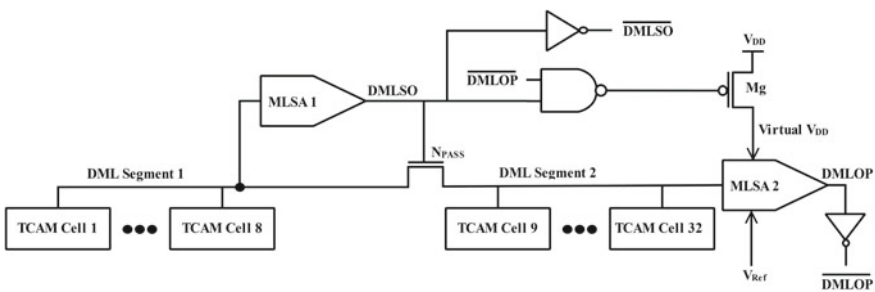 DMLSO
VDD
MLSA 1
DMLSO
DMLOP
Mg
Virtual VDD
NPASS
DML Segment 1
DML Segment 2
MLSA 2
DMLOP
TCAM Cell 1
TCAM Cell 8
TCAM Cell 9
TCAM Cell 32
VRef
DMLOP